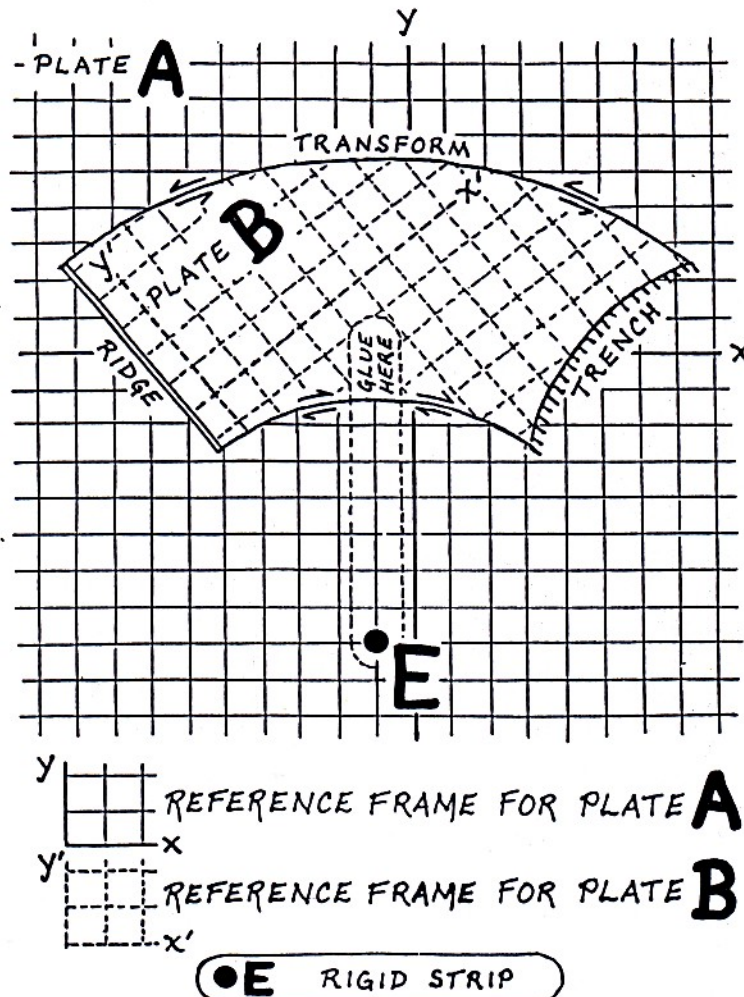 y
PLATE A
TRANSFORM
x'
y'
PLATE B
RIDGE
GLUE
HERE
TRENCH
x
E
y
REFERENCE FRAME FOR PLATE A
x
y'
REFERENCE FRAME FOR PLATE B
x'
E RIGID STRIP